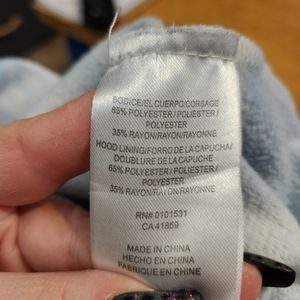 BODICE/EL CUERPO/CORSAGE
65% POLYESTER/POLIESTER/
POLYESTER
35% RAYON/RAYON/RAYONNE
HOOD LINING/FORRO DE LA CAPUCHA/
DOUBLURE DE LA CAPUCHE
65% POLYESTER/POLIESTER/
POLYESTER
35% RAYON/RAYON/RAYONNE
RN# 0101531
CA 41859
MADE IN CHINA
HECHO EN CHINA
FABRIQUE EN CHINE